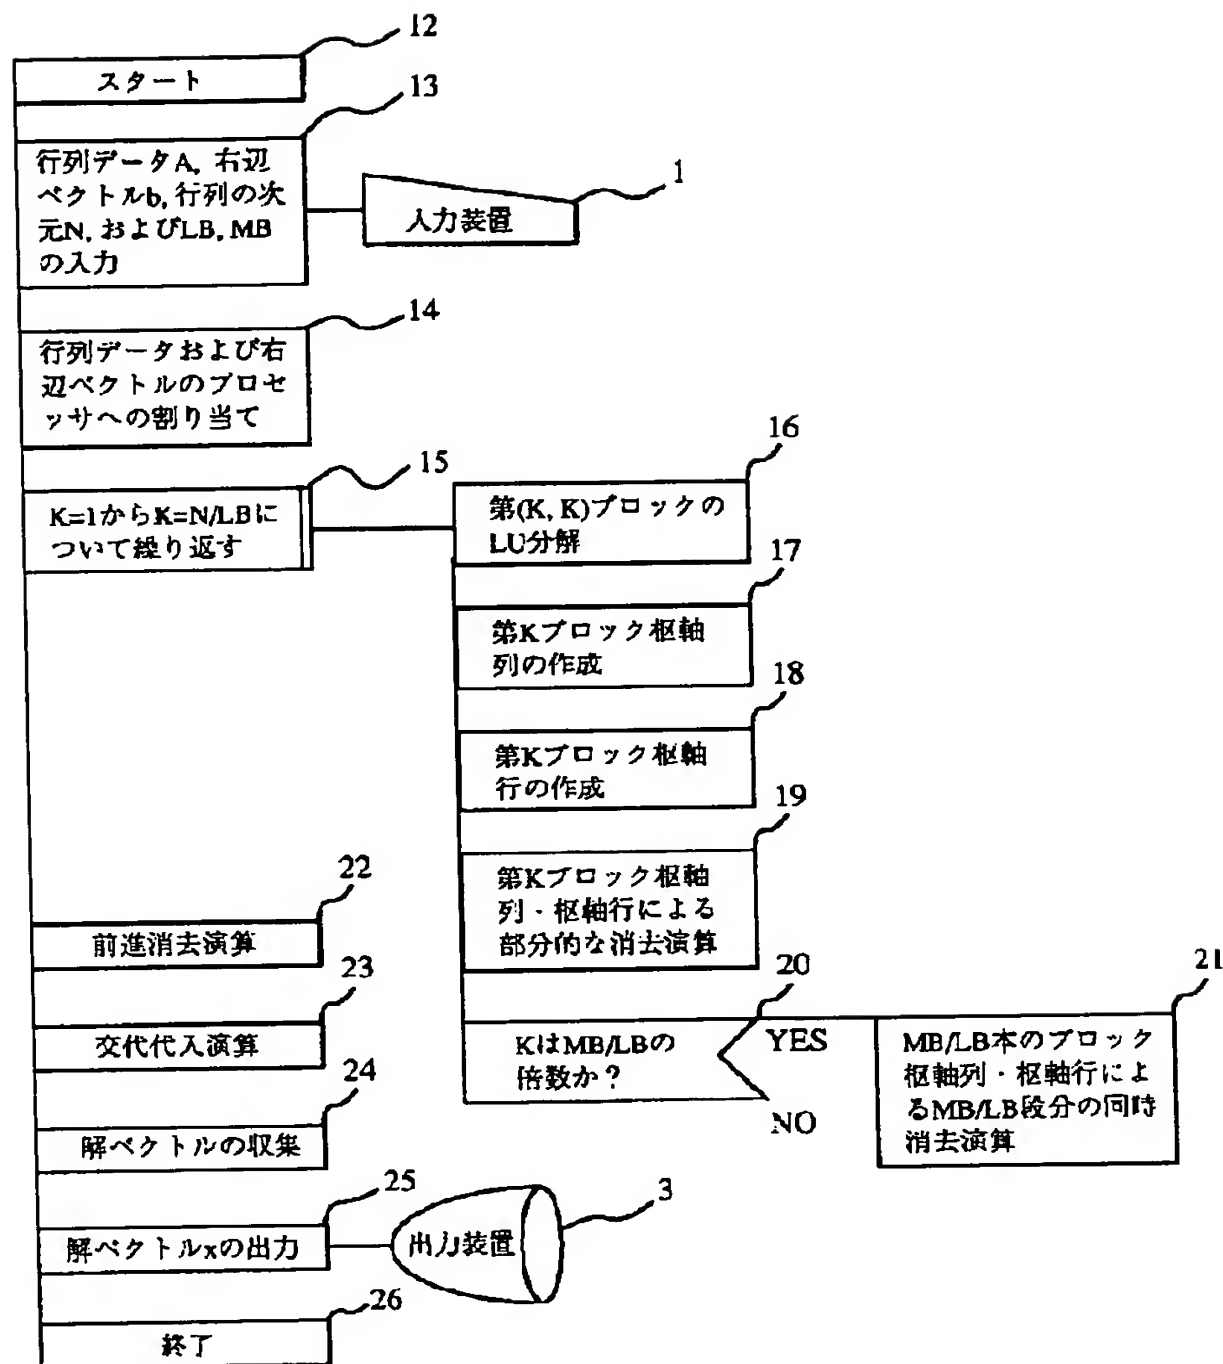 12
スタート
13
行列データA, 右辺
ベクトルb, 行列の次
元N, およびLB, MB
の入力
1
入力装置
14
行列データおよび右
辺ベクトルのプロセ
ッサへの割り当て
15
K=1からK=N/LBに
ついて繰り返す
16
第(K, K)ブロックの
LU分解
17
第Kブロック枢軸
列の作成
18
第Kブロック枢軸
行の作成
19
第Kブロック枢軸
列・枢軸行による
部分的な消去演算
20
KはMB/LBの
倍数か?
YES
NO
21
MB/LB本のブロック
枢軸列・枢軸行によ
るMB/LB段分の同時
消去演算
22
前進消去演算
23
交代代入演算
24
解ベクトルの収集
25
解ベクトルxの出力
3
出力装置
26
終了